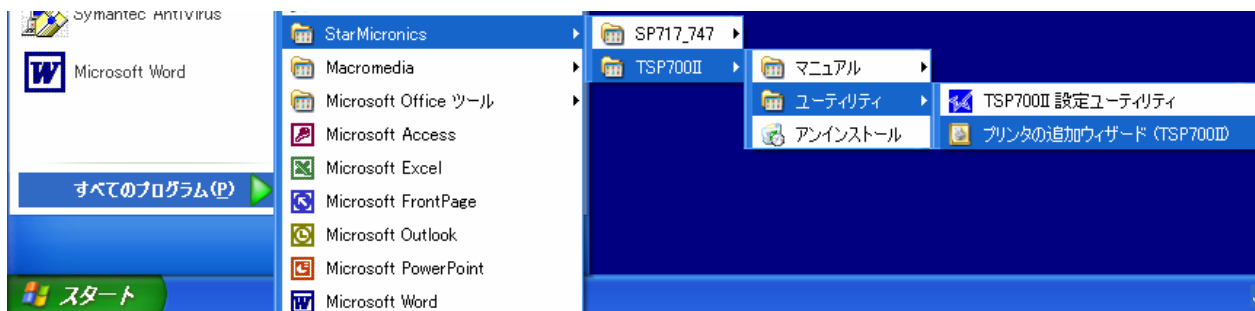 Symantec AntiVirus
Microsoft Word
すべてのプログラム(P)
スタート
StarMicronics
Macromedia
Microsoft Office ツール
Microsoft Access
Microsoft Excel
Microsoft FrontPage
Microsoft Outlook
Microsoft PowerPoint
Microsoft Word
SP717_747
TSP700II
マニュアル
ユーティリティ
アンインストール
TSP700II 設定ユーティリティ
プリンタの追加ウィザード (TSP700II)